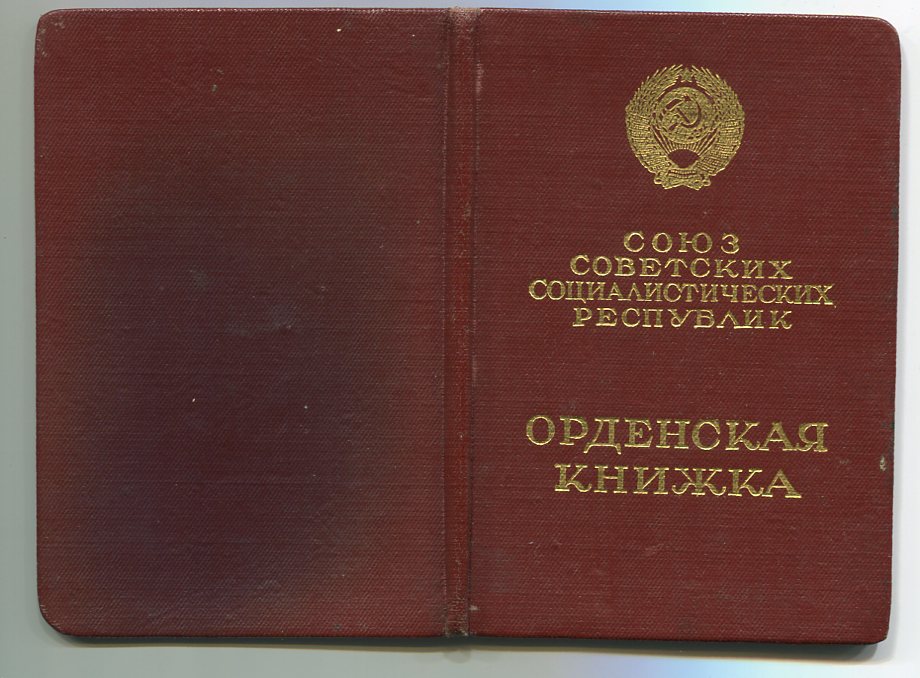 СОЮЗ
СОВЕТСКИХ
СОЦИАЛИСТИЧЕСКИХ
РЕСПУБЛИК
ОРДЕНСКАЯ
КНИЖКА